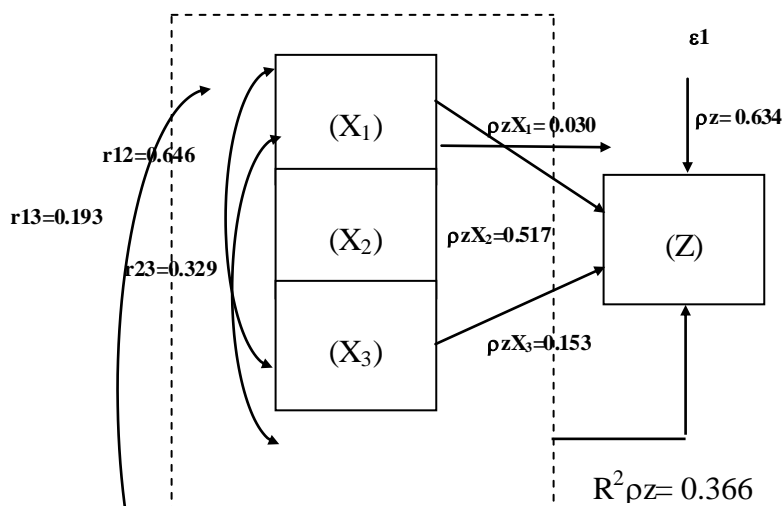 ε1
(X₁)
ρzX₁= 0.030
ρz= 0.634
r12=0.646
r13=0.193
(X₂)
ρzX₂=0.517
(Z)
r23=0.329
(X₃)
ρzX₃=0.153
R²ρz= 0.366